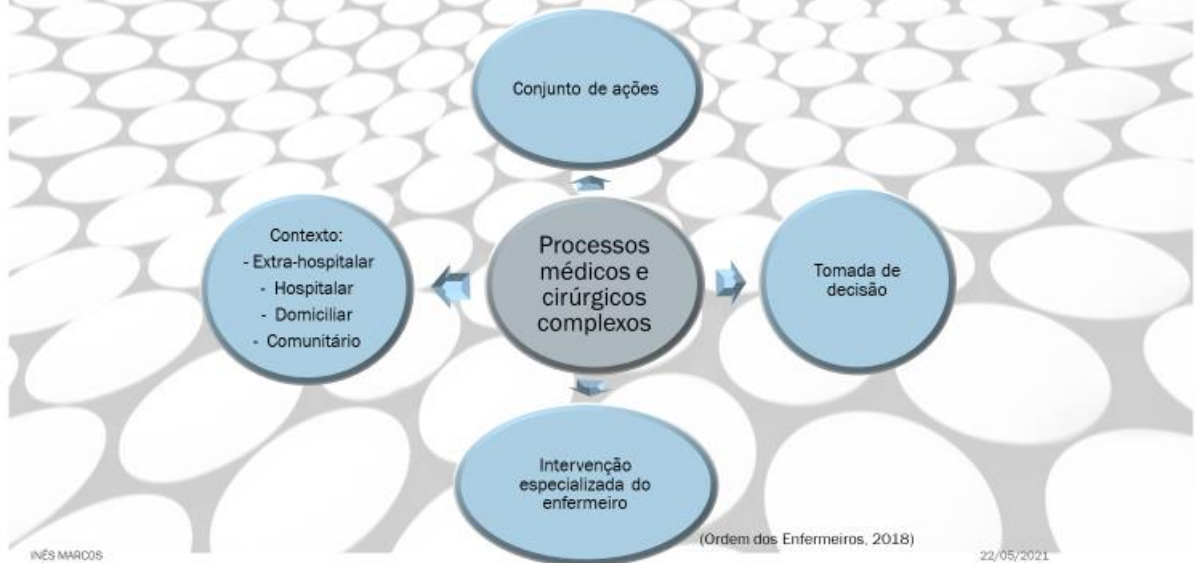 Conjunto de ações
Contexto:
- Extra-hospitalar
- Hospitalar
- Domiciliar
- Comunitário
Processos
médicos e
cirúrgicos
complexos
Tomada de
decisão
Intervenção
especializada do
enfermeiro
(Ordem dos Enfermeiros, 2018)
INÊS MARCOS
22/05/2021